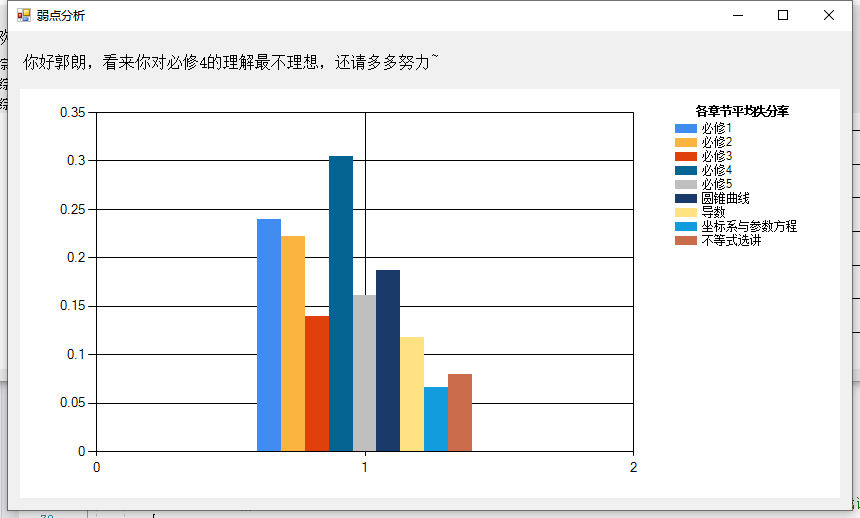 弱点分析
你好郭朗，看来你对必修4的理解最不理想，还请多多努力~
各章节平均失分率
必修1
必修2
必修3
必修4
必修5
圆锥曲线
导数
坐标系与参数方程
不等式选讲
0.35
0.3
0.25
0.2
0.15
0.1
0.05
0
0
1
2